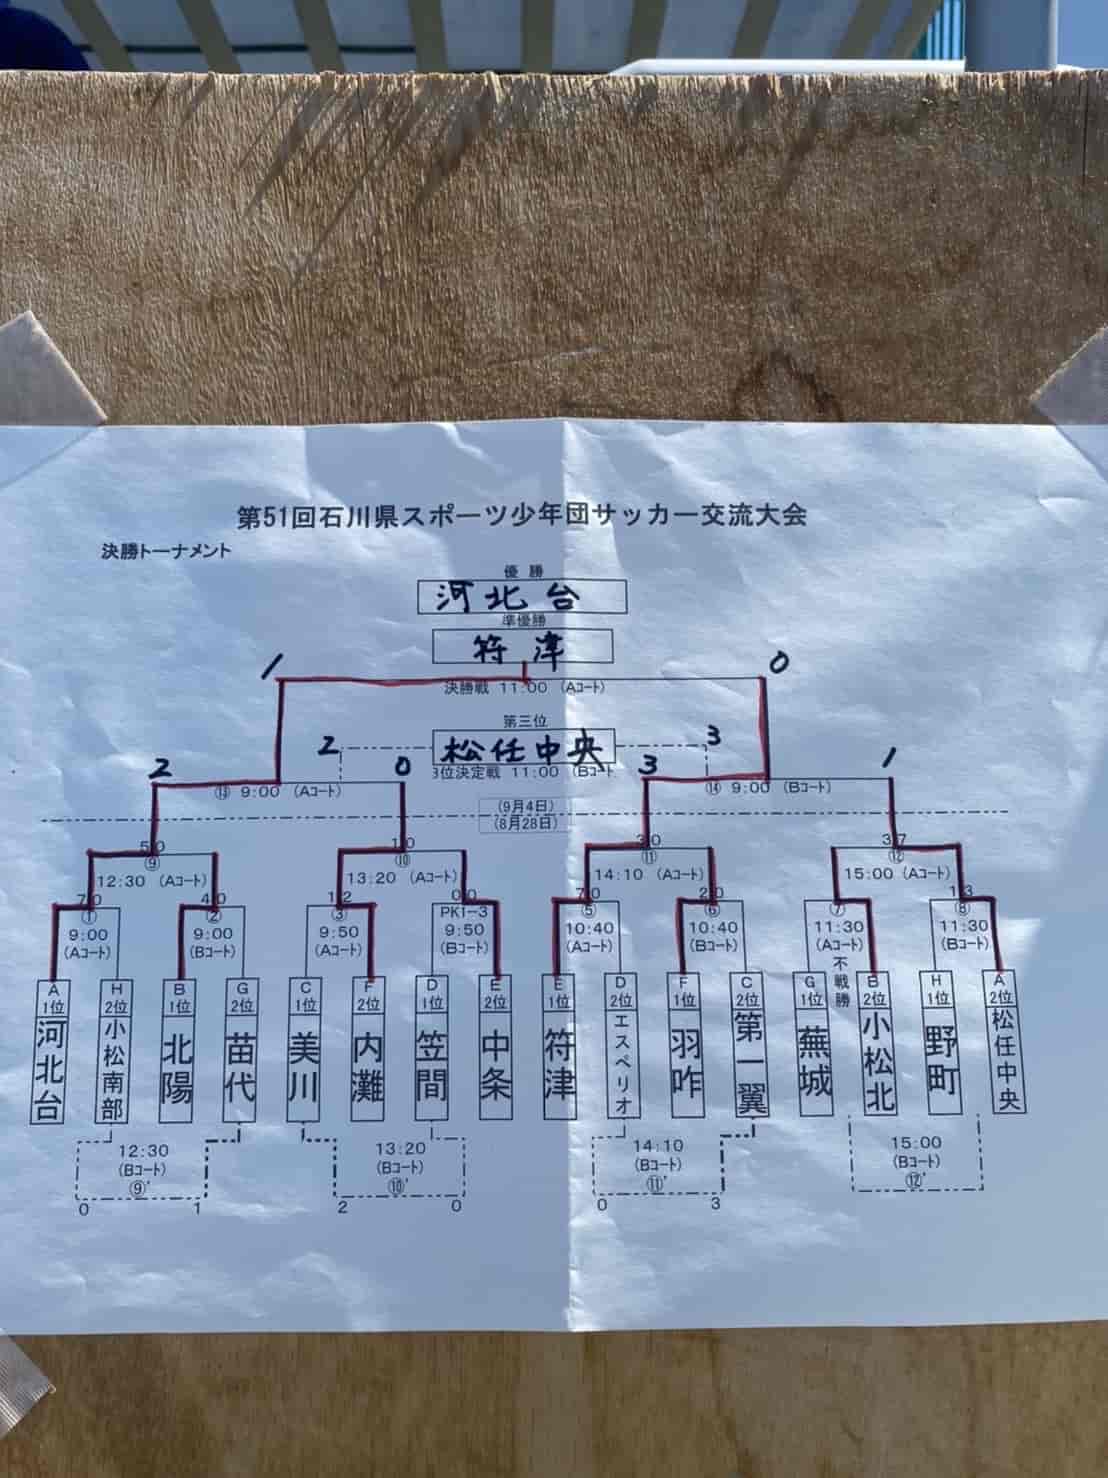 第51回石川県スポーツ少年団サッカー交流大会
決勝トーナメント
優勝
河北台
準優勝
符津
1 0
決勝戦 11:00 (Aコート)
第三位
2 松任中央 3
3位決定戦 11:00 (Bコート
2 0 3 1
⑬ 9:00 (Aコート) ⑭ 9:00 (Bコート)
(9月4日)
(8月28日)
5 0 1 0 3 0 3 7
⑨ ⑩ ⑪ ⑫
12:30 (Aコート) 13:20 (Aコート) 14:10 (Aコート) 15:00 (Aコート)
7 0 4 0 1 2 0 0 7 0 2 0 1 3
① ② ③ PK1-3 ⑤ ⑥ ⑦ ⑧
9:00 9:00 9:50 9:50 10:40 10:40 11:30 11:30
(Aコート) (Bコート) (Aコート) (Bコート) (Aコート) (Bコート) (Aコート) (Bコート)
不戦勝
A H B G C F D E E D F C G B H A
1位 2位 1位 2位 1位 2位 1位 2位 1位 2位 1位 2位 1位 2位 1位 2位
河北台 小松南部 北陽 苗代 美川 内灘 笠間 中条 符津 エスペリオ 羽咋 第一翼 蕪城 小松北 野町 松任中央
12:30 13:20 14:10 15:00
(Bコート) (Bコート) (Bコート) (Bコート)
⑨' ⑩' ⑪' ⑫'
0 1 2 0 0 3